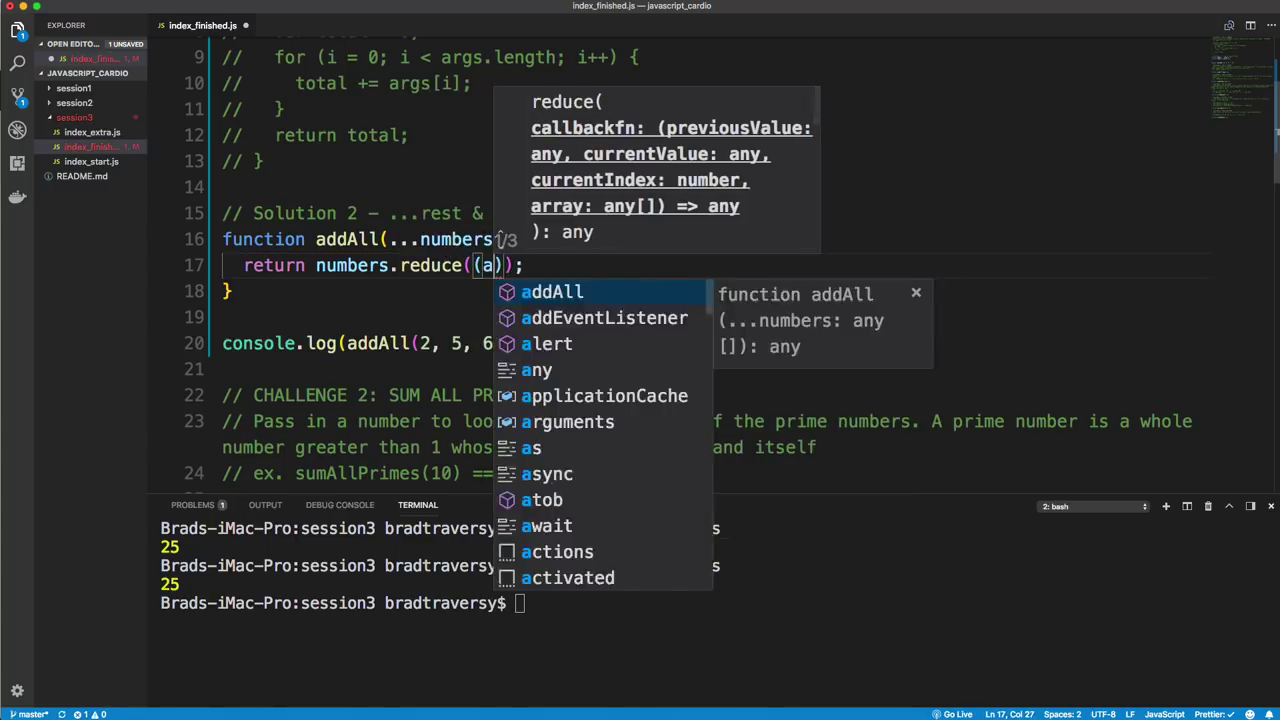 index_finished.js — javascript_cardio
EXPLORER
index_finished.js
OPEN EDITO... 1 UNSAVED
index_finis... 1, M
JAVASCRIPT_CARDIO
session1
session2
session3
index_extra.js
index_finish... 1, M
index_start.js
README.md
9 // for (i = 0; i < args.length; i++) {
10 // total += args[i];
11 // }
12 // return total;
13 // }
14
15 // Solution 2 - ...rest &
16 function addAll(...numbers
17 return numbers.reduce((a));
18 }
19
20 console.log(addAll(2, 5, 6
21
22 // CHALLENGE 2: SUM ALL PR
23 // Pass in a number to loo of the prime numbers. A prime number is a whole
number greater than 1 whos and itself
24 // ex. sumAllPrimes(10) ==
1/3
reduce(
callbackfn: (previousValue:
any, currentValue: any,
currentIndex: number,
array: any[]) => any
): any
addAll
addEventListener
alert
any
applicationCache
arguments
as
async
atob
await
actions
activated
function addAll
(...numbers: any
[]): any
PROBLEMS 1 OUTPUT DEBUG CONSOLE TERMINAL
2: bash
Brads-iMac-Pro:session3 bradtraversy s
25
Brads-iMac-Pro:session3 bradtraversy s
25
Brads-iMac-Pro:session3 bradtraversy$
master* 1 0
Go Live Ln 17, Col 27 Spaces: 2 UTF-8 LF JavaScript Prettier: ✓